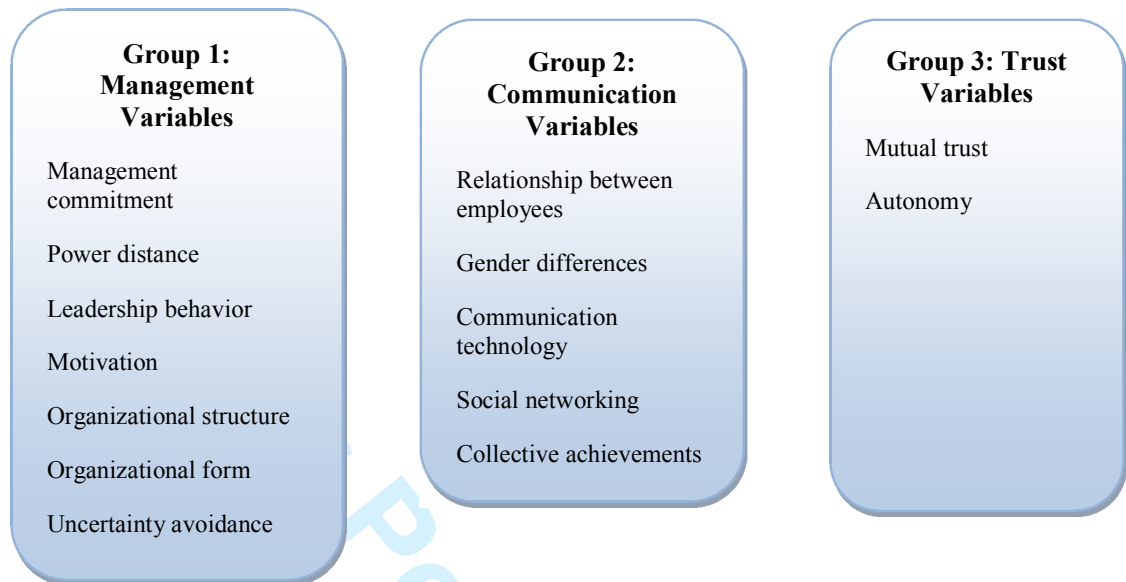 Group 1:
Management
Variables
Management
commitment
Power distance
Leadership behavior
Motivation
Organizational structure
Organizational form
Uncertainty avoidance
Group 2:
Communication
Variables
Relationship between
employees
Gender differences
Communication
technology
Social networking
Collective achievements
Group 3: Trust
Variables
Mutual trust
Autonomy